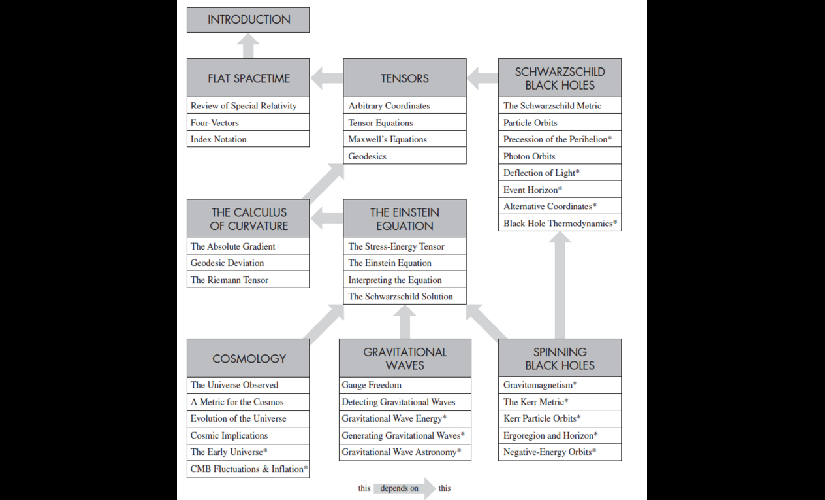 INTRODUCTION
FLAT SPACETIME
Review of Special Relativity
Four-Vectors
Index Notation
TENSORS
Arbitrary Coordinates
Tensor Equations
Maxwell's Equations
Geodesics
SCHWARZSCHILD
BLACK HOLES
The Schwarzschild Metric
Particle Orbits
Precession of the Perihelion*
Photon Orbits
Deflection of Light*
Event Horizon*
Alternative Coordinates*
Black Hole Thermodynamics*
THE CALCULUS
OF CURVATURE
The Absolute Gradient
Geodesic Deviation
The Riemann Tensor
THE EINSTEIN
EQUATION
The Stress-Energy Tensor
The Einstein Equation
Interpreting the Equation
The Schwarzschild Solution
COSMOLOGY
The Universe Observed
A Metric for the Cosmos
Evolution of the Universe
Cosmic Implications
The Early Universe*
CMB Fluctuations & Inflation*
GRAVITATIONAL
WAVES
Gauge Freedom
Detecting Gravitational Waves
Gravitational Wave Energy*
Generating Gravitational Waves*
Gravitational Wave Astronomy*
SPINNING
BLACK HOLES
Gravitomagnetism*
The Kerr Metric*
Kerr Particle Orbits*
Ergoregion and Horizon*
Negative-Energy Orbits*
this depends on this